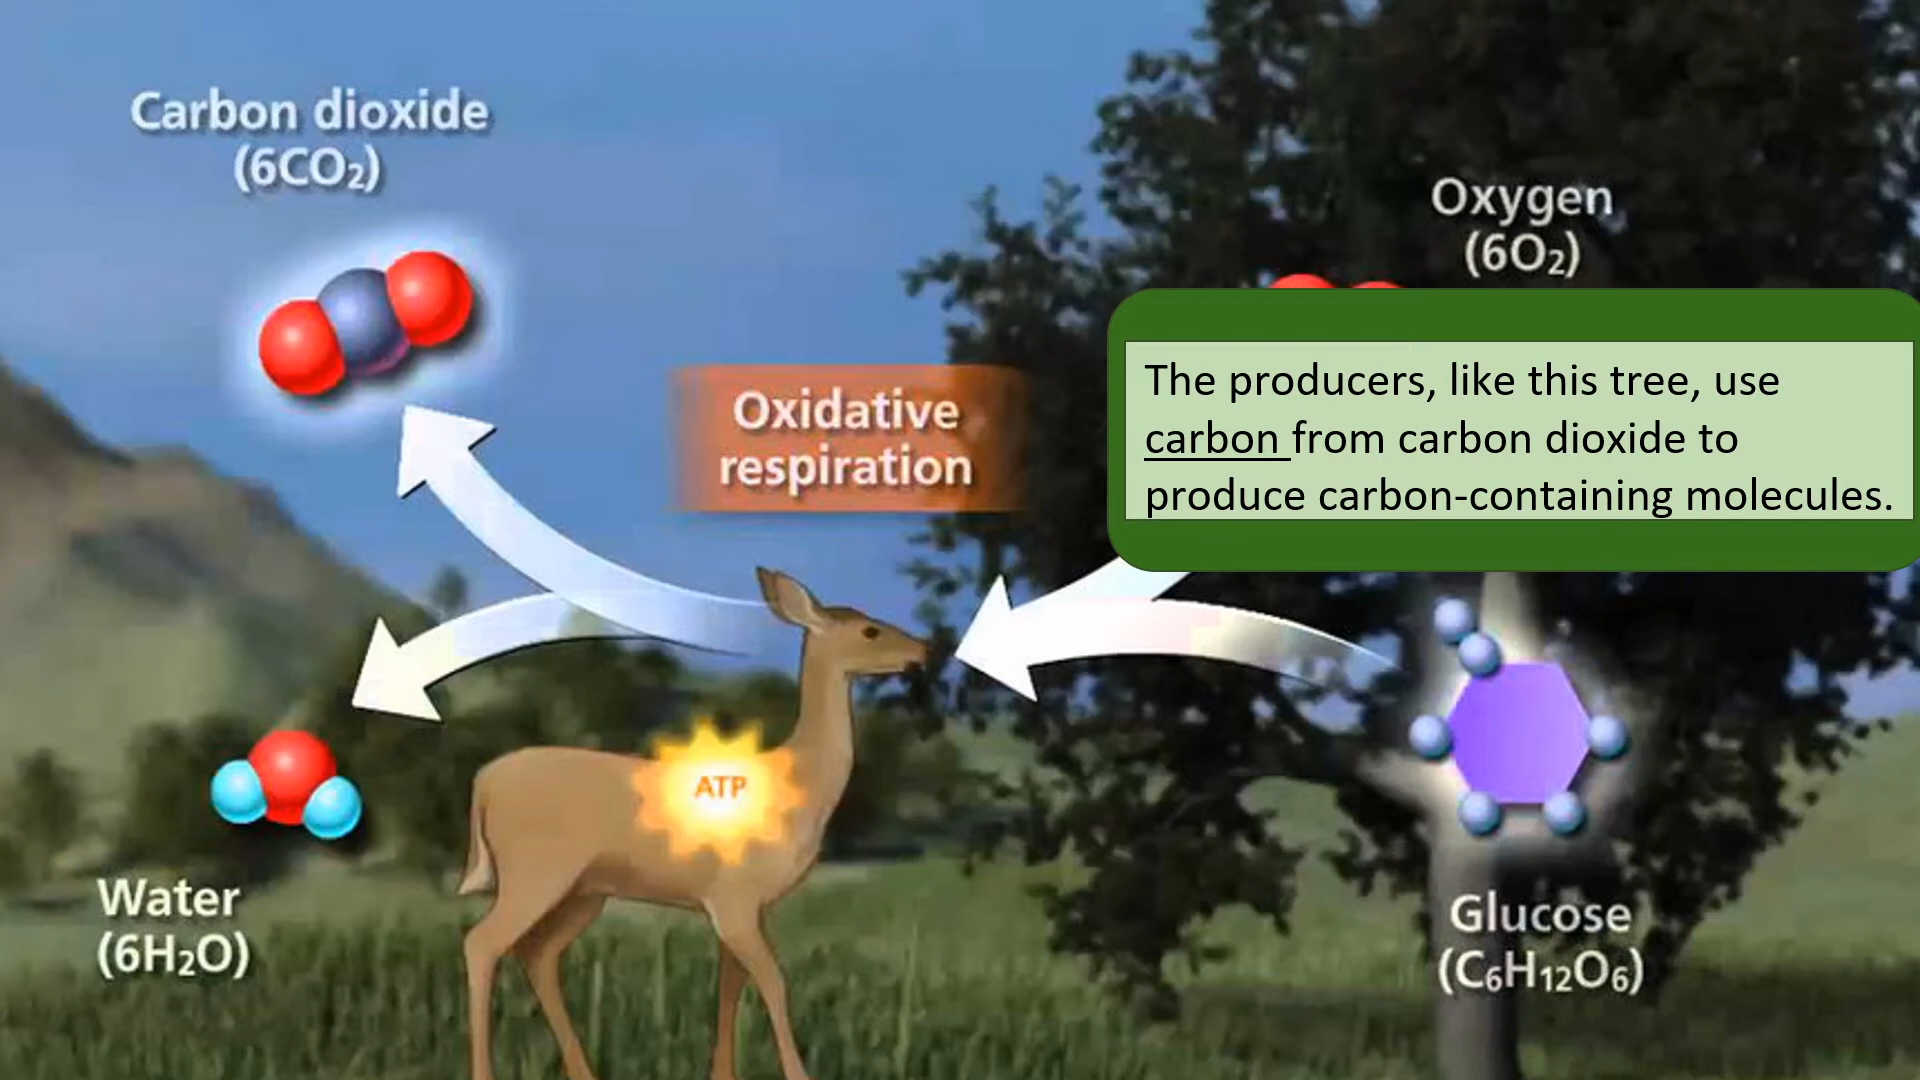 Carbon dioxide
(6CO₂)
Oxygen
(6O₂)
Oxidative
respiration
The producers, like this tree, use
carbon from carbon dioxide to
produce carbon-containing molecules.
ATP
Water
(6H₂O)
Glucose
(C₆H₁₂O₆)